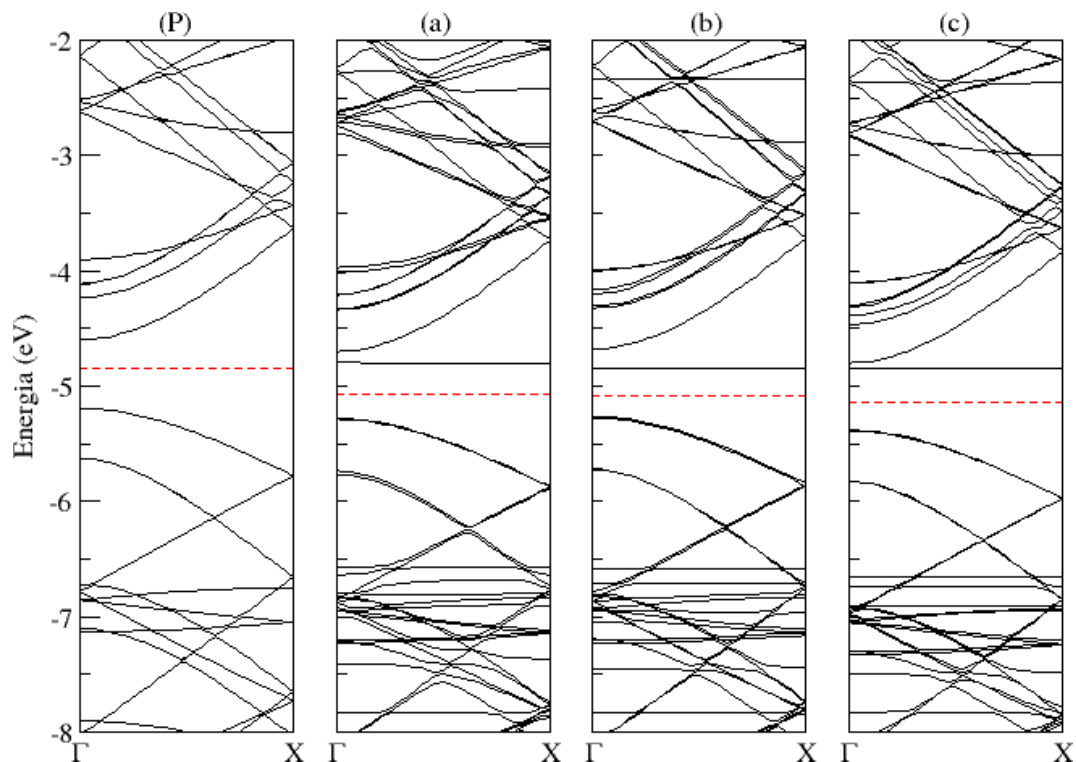 (P) (a) (b) (c)
-2
-3
-4
-5
-6
-7
-8
Energia (eV)
Γ X Γ X Γ X Γ X